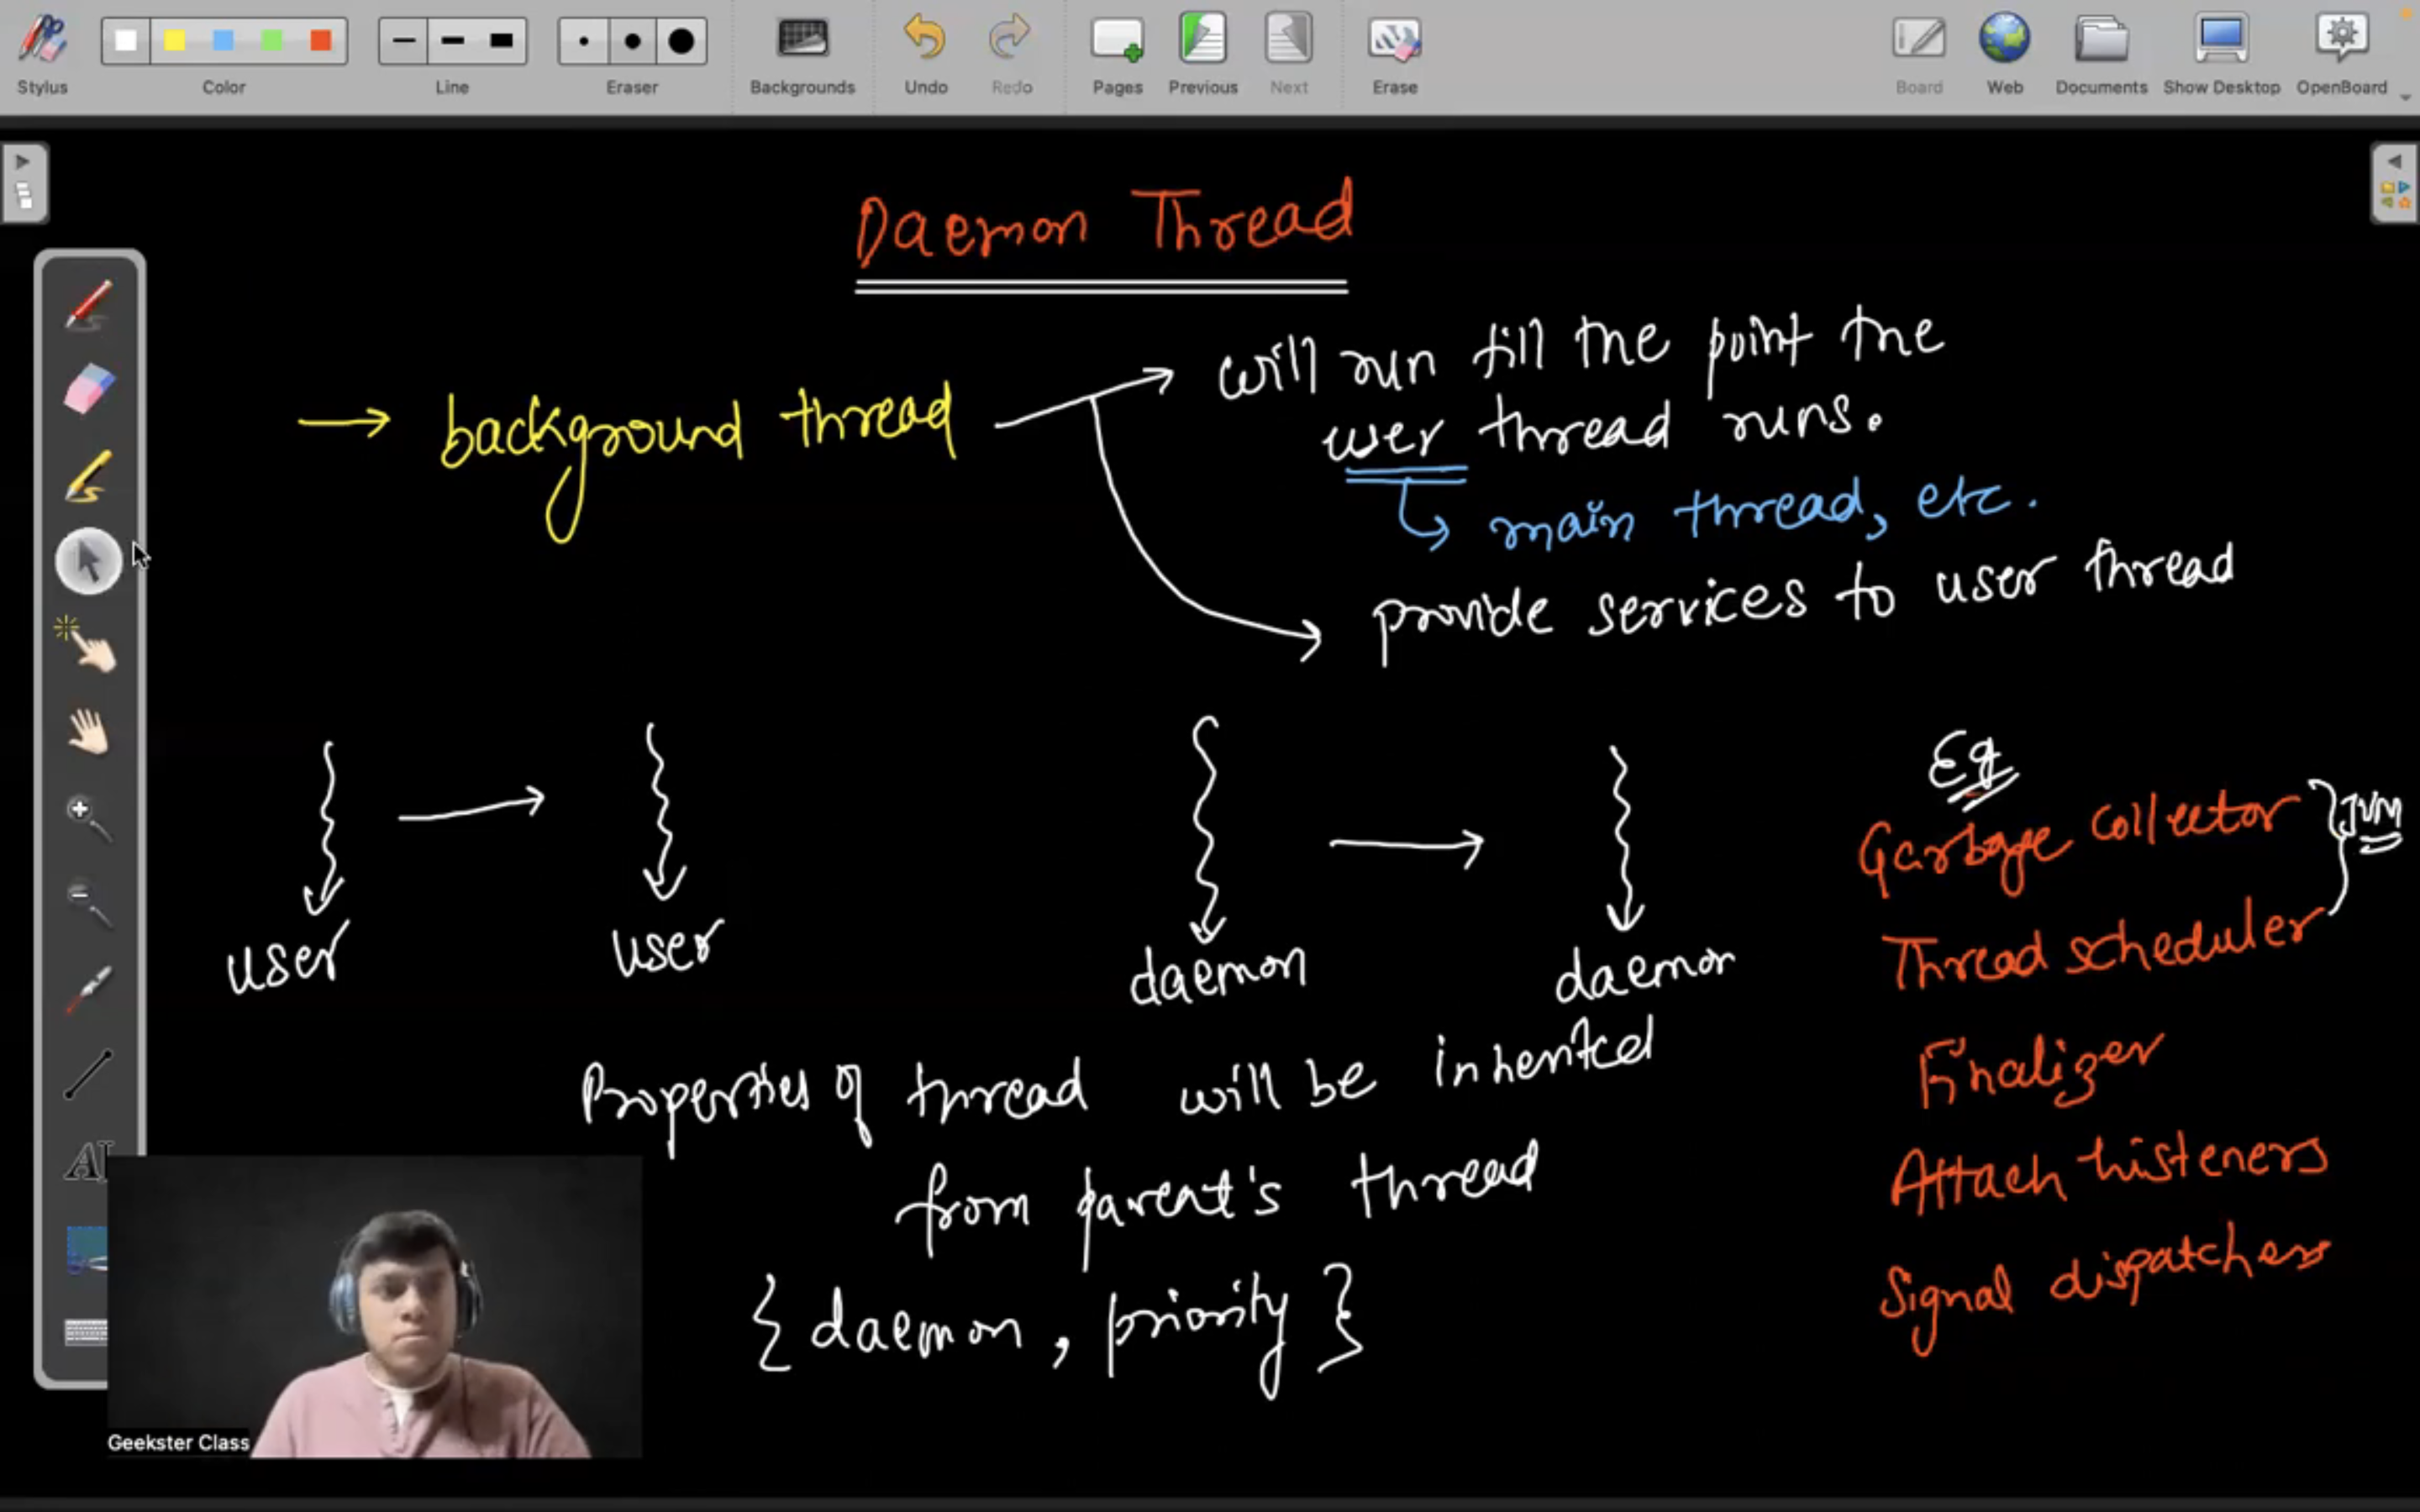 Stylus
Color
Line
Eraser
Backgrounds
Undo
Redo
Pages
Previous
Next
Erase
Board
Web
Documents
Show Desktop
OpenBoard
Daemon Thread
→ background thread
will run till the point the
user thread runs.
main thread, etc.
provide services to user thread
user → user
daemon → daemon
Properties of thread will be inherited
from parent's thread
{ daemon, priority }
Eg
Garbage collector
JVM
Thread scheduler
Finalizer
Attach listeners
Signal dispatchers
AI
Geekster Class